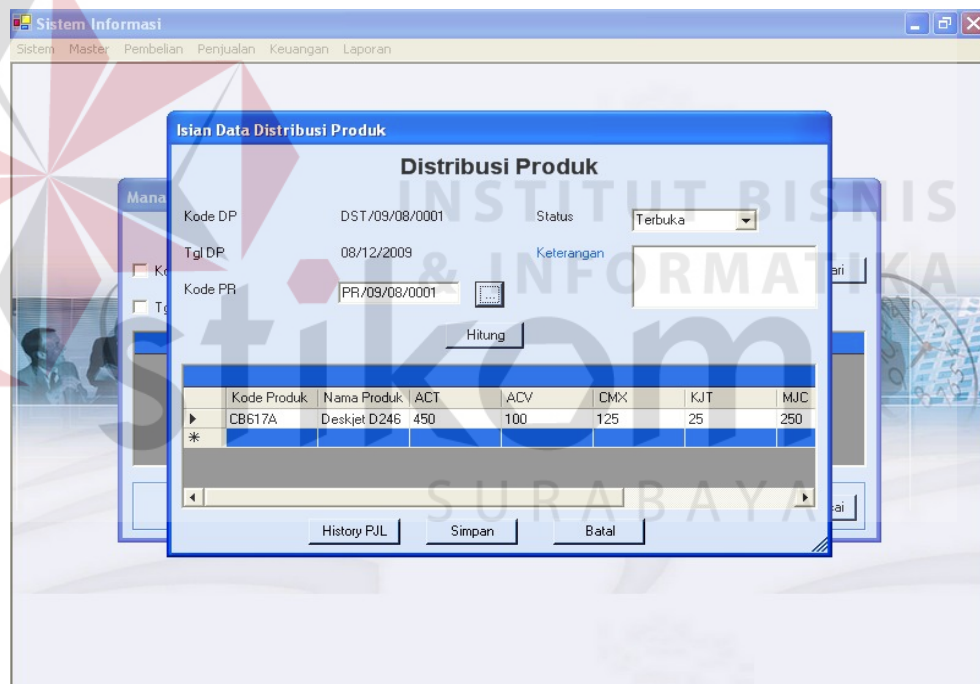 Sistem Informasi
Sistem Master Pembelian Penjualan Keuangan Laporan
Isian Data Distribusi Produk
Distribusi Produk
INSTITUT BISNIS
& INFORMATIKA
stikom
SURABAYA
Mana
Kode DP DST/09/08/0001 Status Terbuka
Tgl DP 08/12/2009 Keterangan
Kode PR PR/09/08/0001 ...
Hitung
Kode Produk Nama Produk ACT ACV CMX KJT MJC
CB617A Deskjet D246 450 100 125 25 250
History PJL Simpan Batal